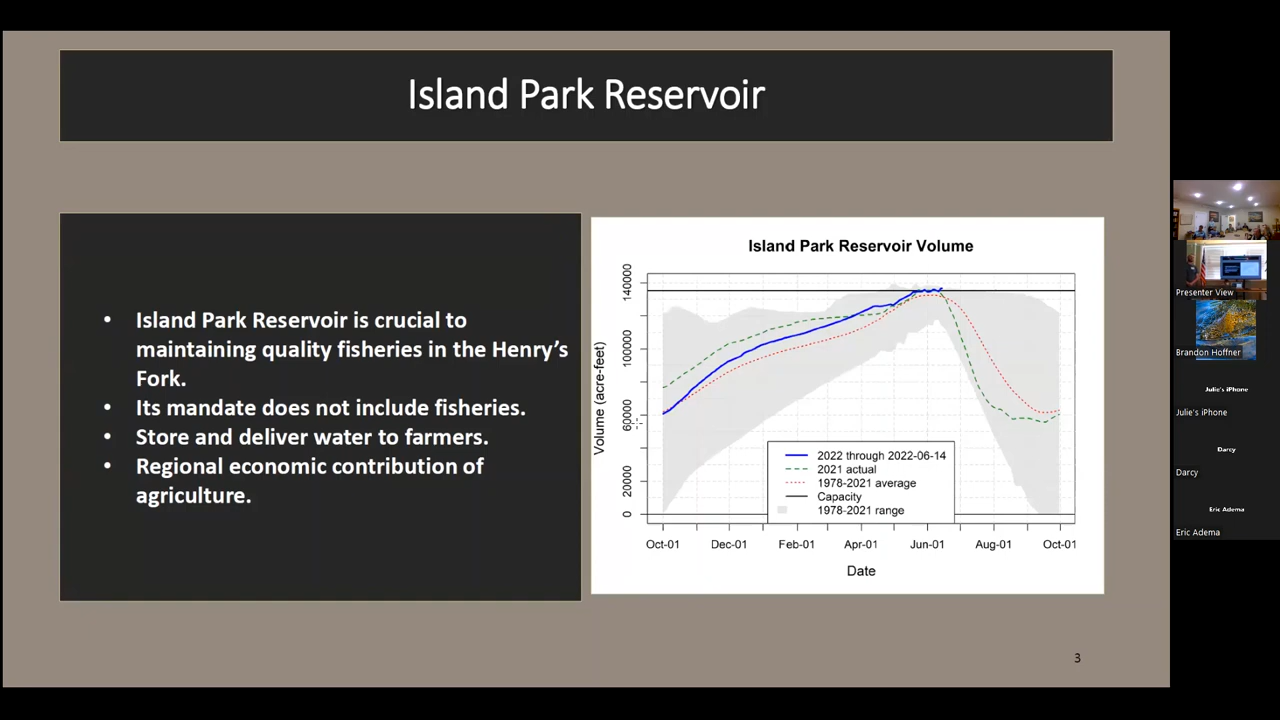 Island Park Reservoir
• Island Park Reservoir is crucial to
maintaining quality fisheries in the Henry’s
Fork.
• Its mandate does not include fisheries.
• Store and deliver water to farmers.
• Regional economic contribution of
agriculture.
Island Park Reservoir Volume
Volume (acre-feet)
140000
100000
60000
20000
0
2022 through 2022-06-14
2021 actual
1978-2021 average
Capacity
1978-2021 range
Oct-01 Dec-01 Feb-01 Apr-01 Jun-01 Aug-01 Oct-01
Date
3
Presenter View
Brandon Hoffner
Julie's iPhone
Julie's iPhone
Darcy
Darcy
Eric Adema
Eric Adema